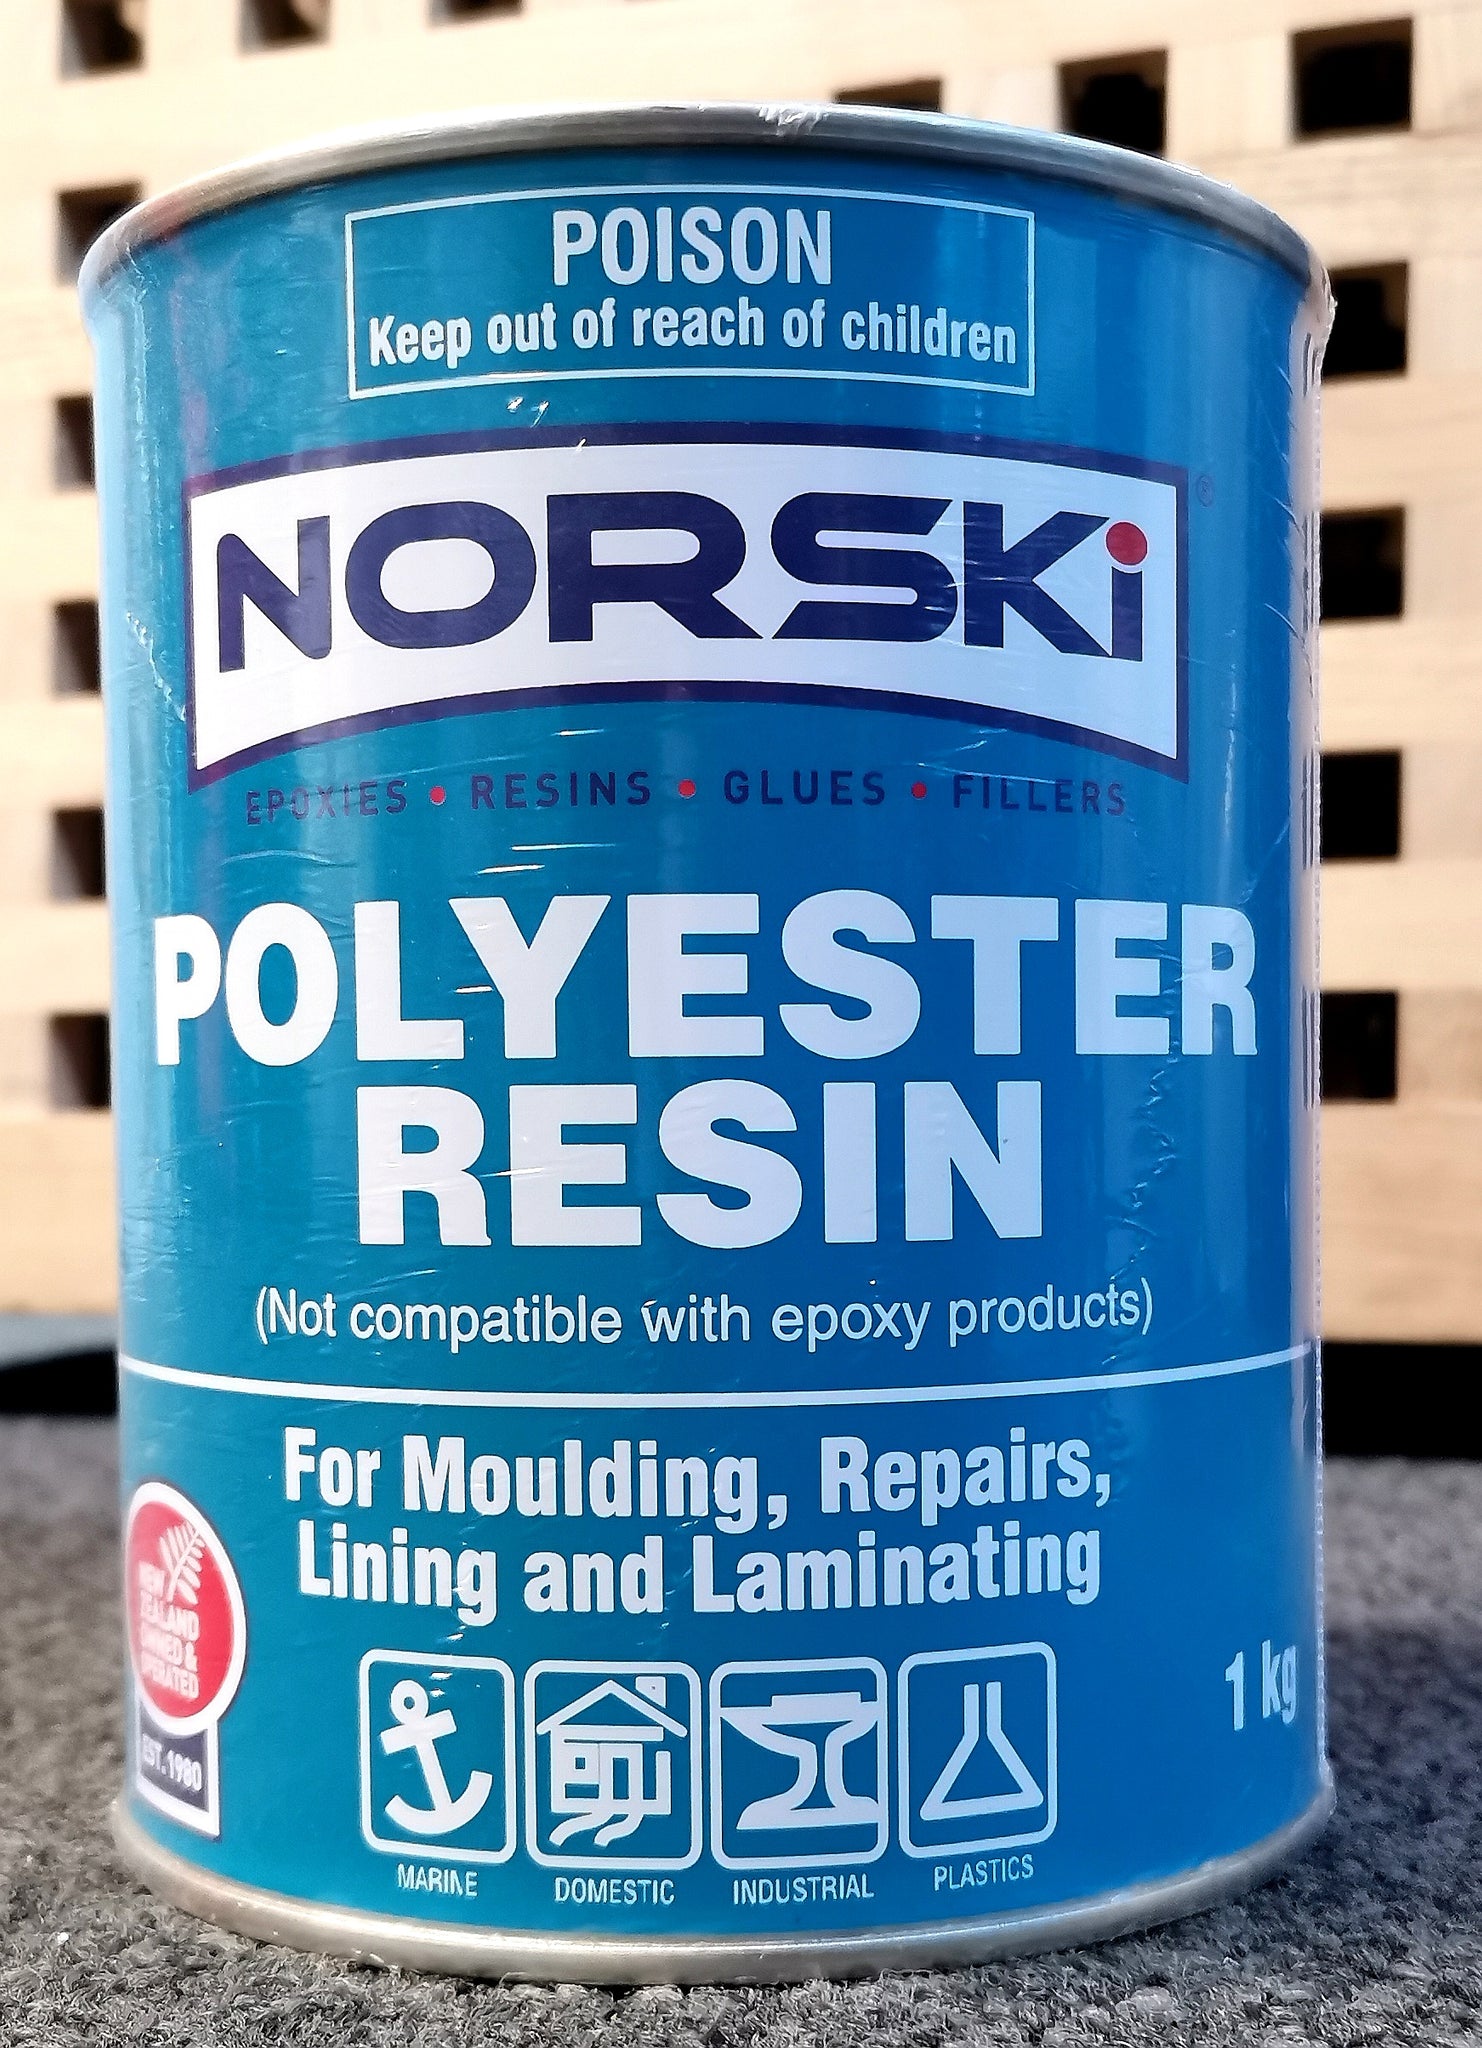 POISON
Keep out of reach of children
NORSKi
®
EPOXIES • RESINS • GLUES • FILLERS
POLYESTER
RESIN
(Not compatible with epoxy products)
For Moulding, Repairs,
Lining and Laminating
NEW
ZEALAND
OWNED &
OPERATED
EST. 1980
1 kg
MARINE DOMESTIC INDUSTRIAL PLASTICS